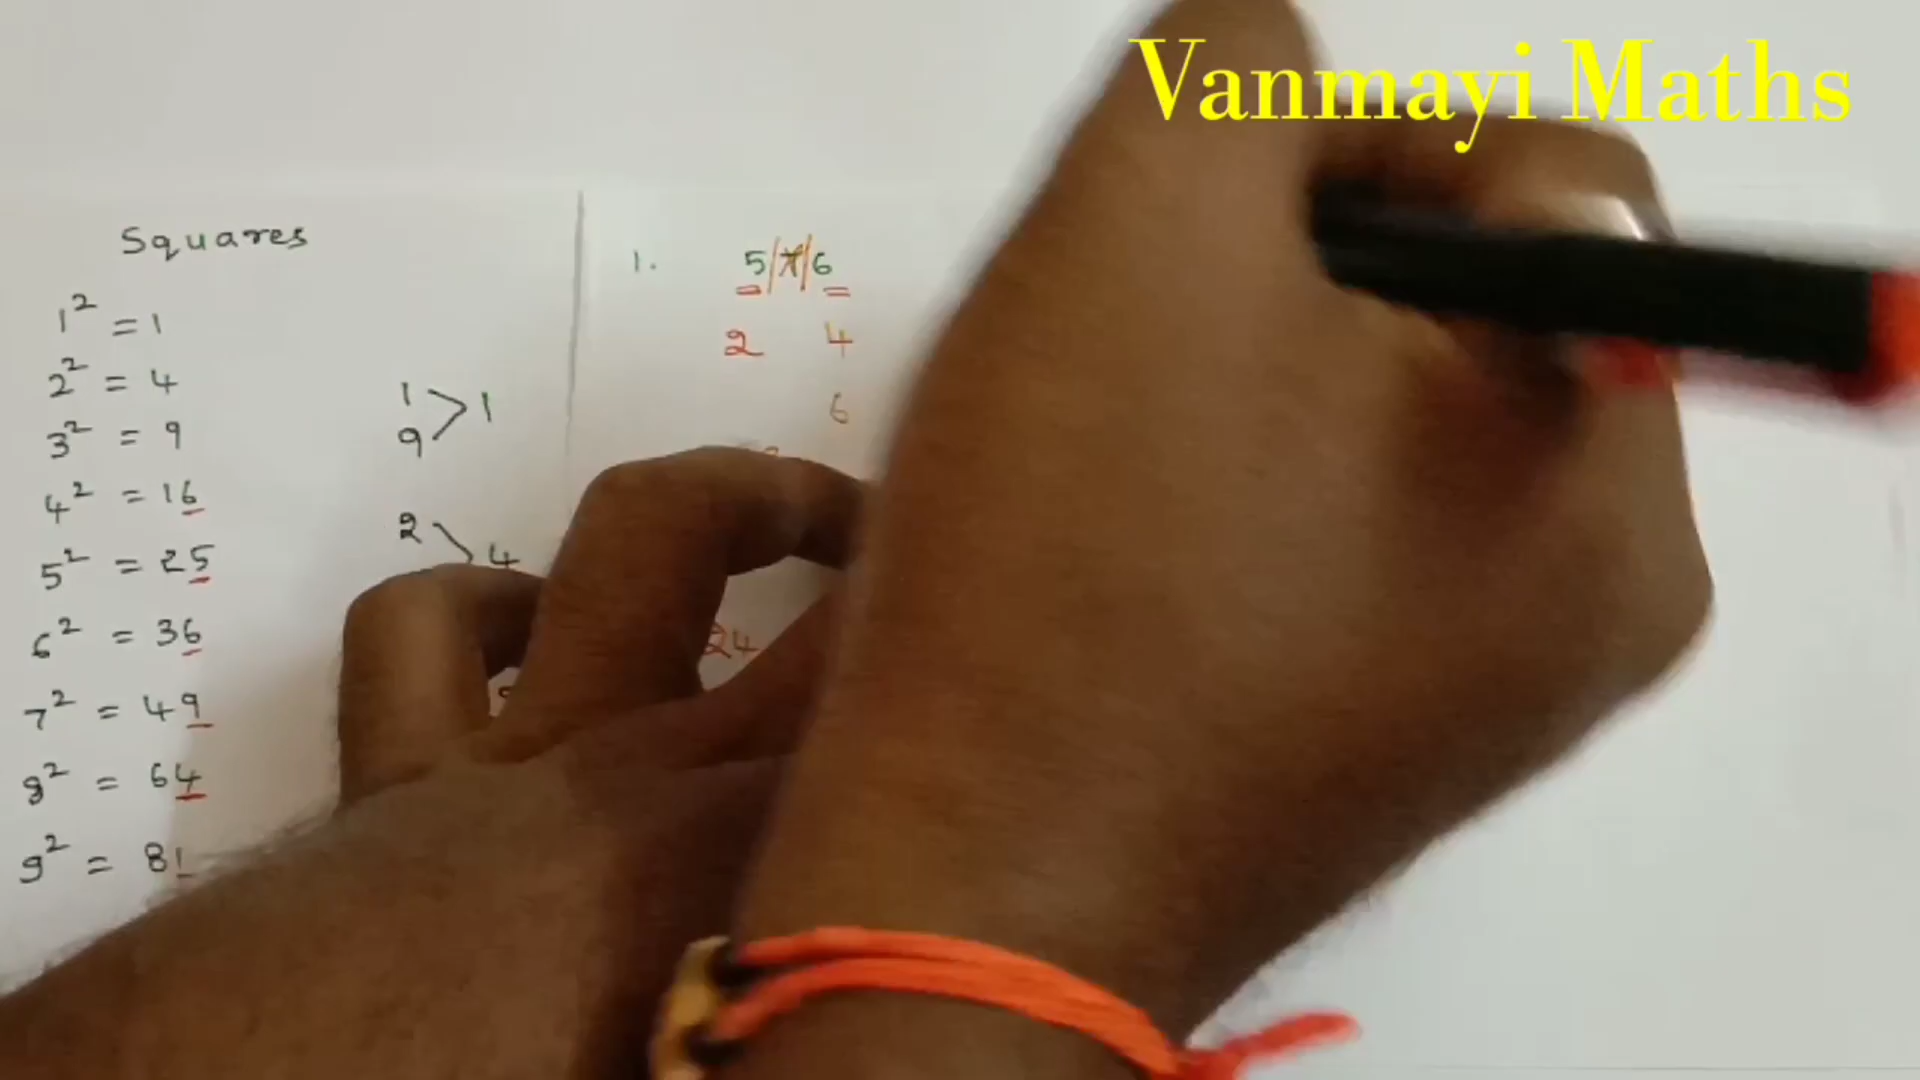 Vanmayi Maths
Squares
1² = 1
2² = 4
3² = 9
4² = 16
5² = 25
6² = 36
7² = 49
8² = 64
9² = 81
1 > 1
9
2 \ 4
1. 5/7/6
2 4
6
24